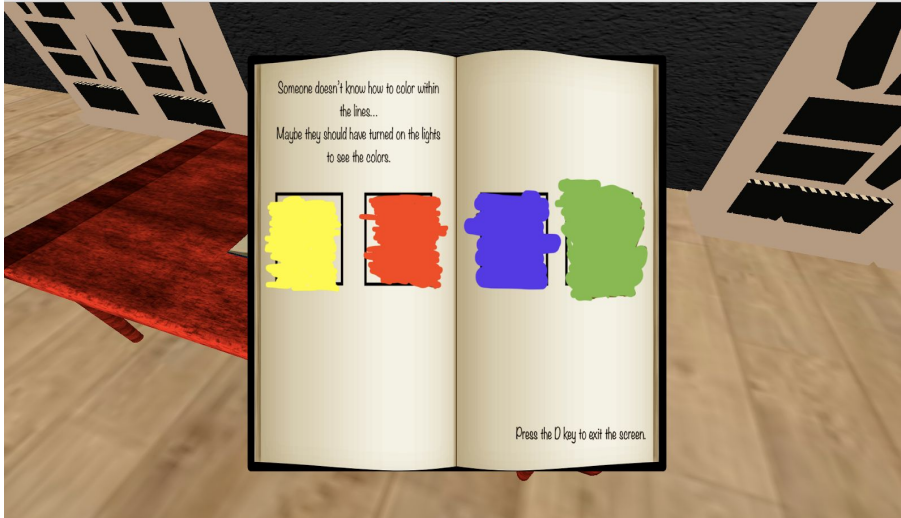 Someone doesn't know how to color within
the lines...
Maybe they should have turned on the lights
to see the colors.
Press the D key to exit the screen.